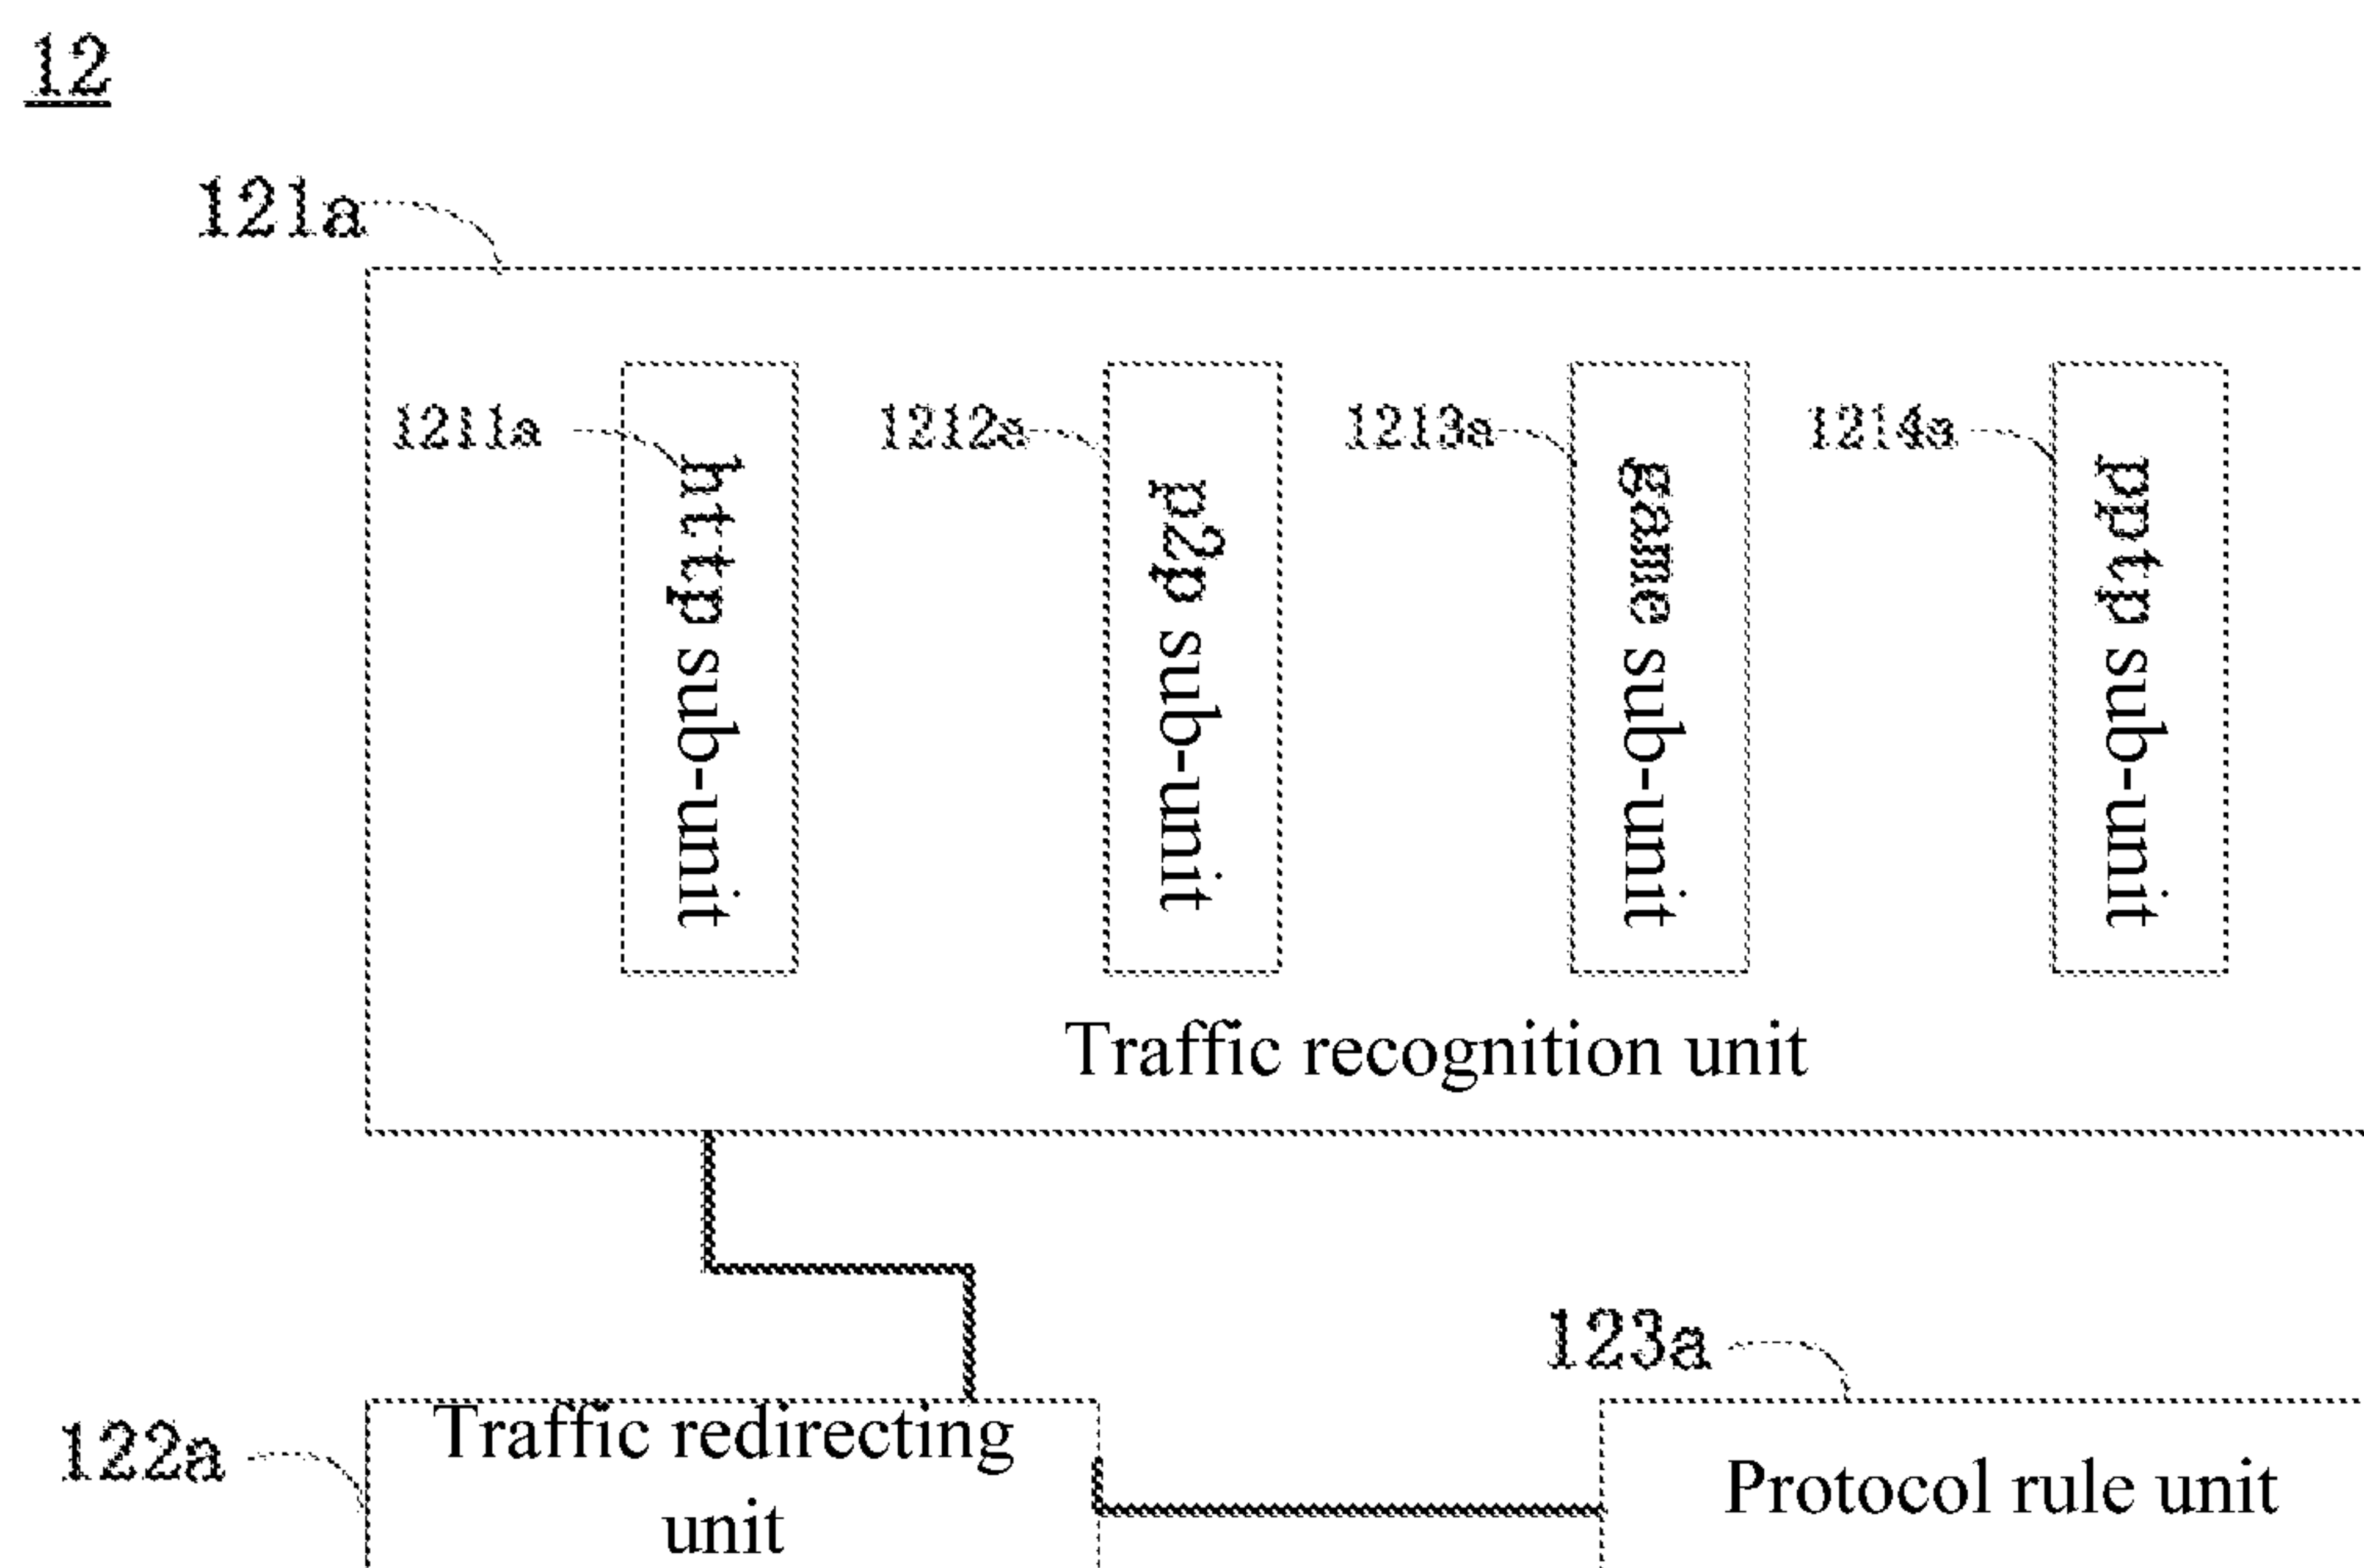 12
121a
1211a
http sub-unit
1212a
p2p sub-unit
1213a
game sub-unit
1214a
pptp sub-unit
Traffic recognition unit
123a
122a
Traffic redirecting
unit
Protocol rule unit